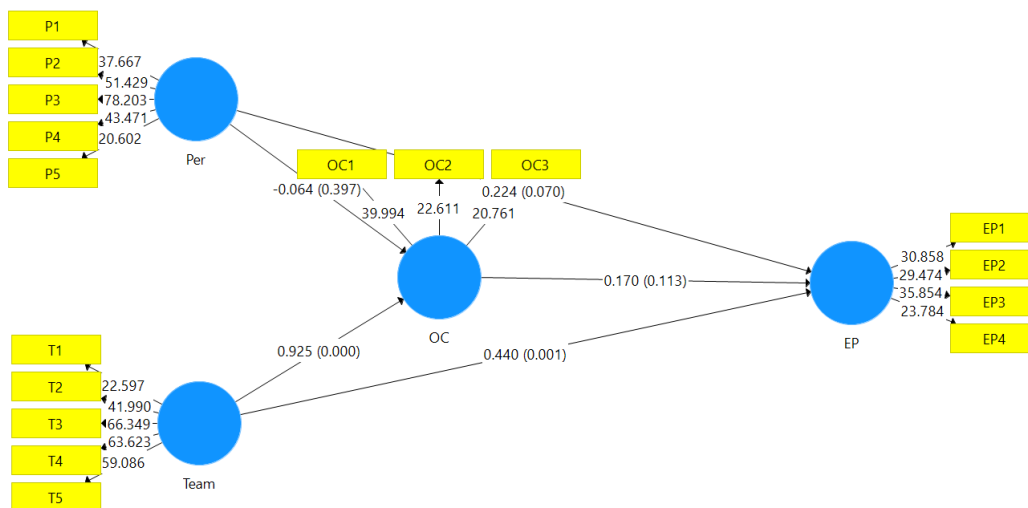 P1
P2
P3
P4
P5
37.667
51.429
78.203
43.471
20.602
Per
OC1
OC2
OC3
-0.064 (0.397)
39.994
22.611
20.761
0.224 (0.070)
OC
0.170 (0.113)
EP1
EP2
EP3
EP4
30.858
29.474
35.854
23.784
EP
0.925 (0.000)
0.440 (0.001)
T1
T2
T3
T4
T5
22.597
41.990
66.349
63.623
59.086
Team